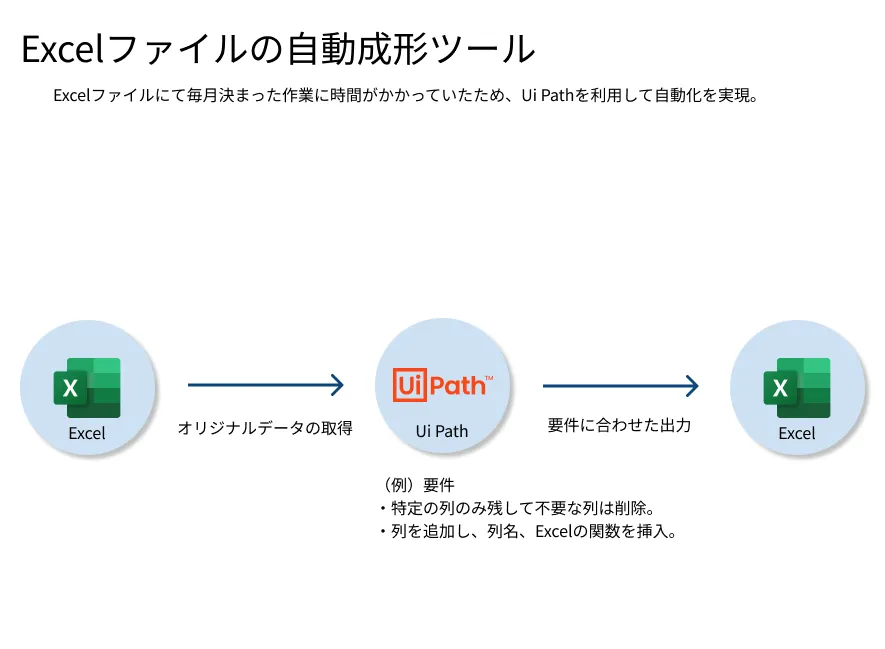 Excelファイルの自動成形ツール
Excelファイルにて毎月決まった作業に時間がかかっていたため、Ui Pathを利用して自動化を実現。
X
Excel
オリジナルデータの取得
Ui Path™
Ui Path
要件に合わせた出力
X
Excel
（例）要件
・特定の列のみ残して不要な列は削除。
・列を追加し、列名、Excelの関数を挿入。